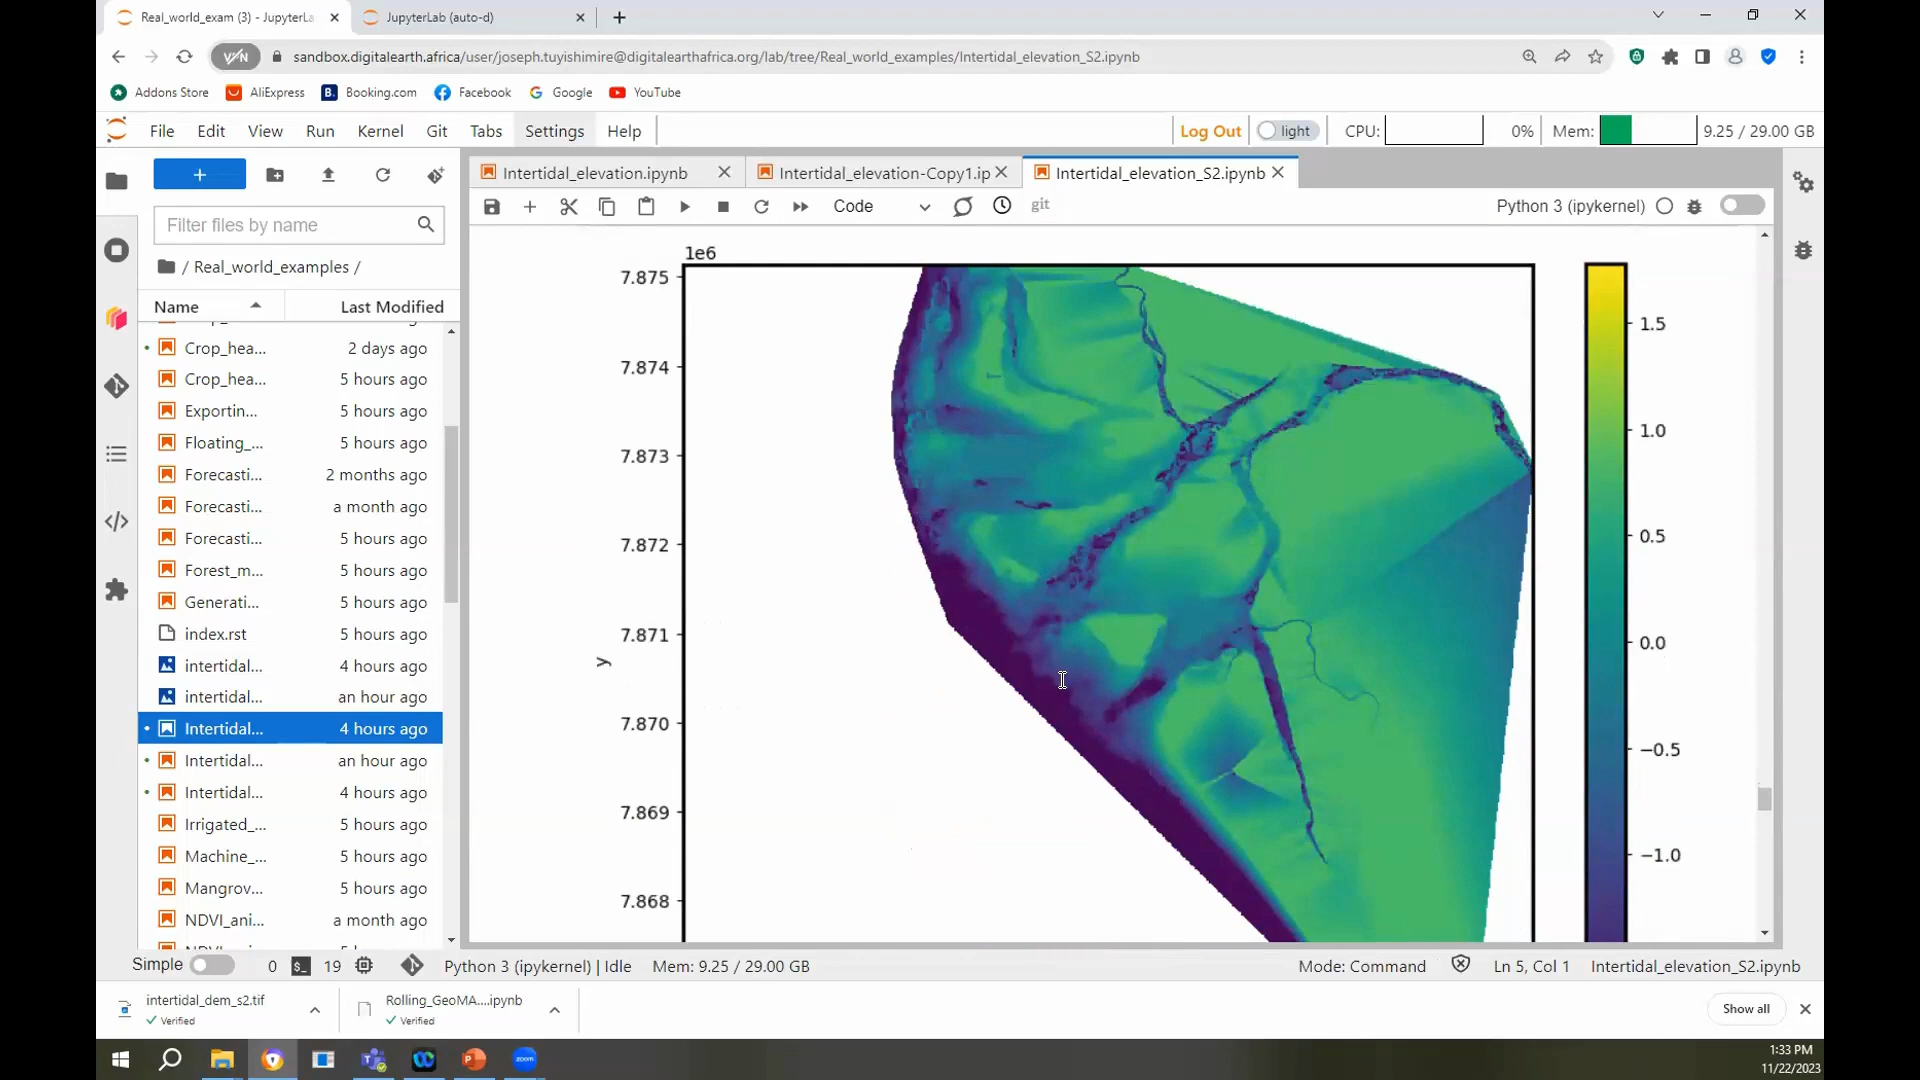 Real_world_exam (3) - JupyterLa
JupyterLab (auto-d)
sandbox.digitalearth.africa/user/joseph.tuyishimire@digitalearthafrica.org/lab/tree/Real_world_examples/Intertidal_elevation_S2.ipynb
Addons Store
AliExpress
Booking.com
Facebook
Google
YouTube
File Edit View Run Kernel Git Tabs Settings Help
Log Out
light
CPU: 0%
Mem: 9.25 / 29.00 GB
Intertidal_elevation.ipynb
Intertidal_elevation-Copy1.ip
Intertidal_elevation_S2.ipynb
Code
git
Python 3 (ipykernel)
Filter files by name
/ Real_world_examples /
Name Last Modified
Crop_hea... 2 days ago
Crop_hea... 5 hours ago
Exportin... 5 hours ago
Floating_... 5 hours ago
Forecasti... 2 months ago
Forecasti... a month ago
Forecasti... 5 hours ago
Forest_m... 5 hours ago
Generati... 5 hours ago
index.rst 5 hours ago
intertidal... 4 hours ago
intertidal... an hour ago
Intertidal... 4 hours ago
Intertidal... an hour ago
Intertidal... 4 hours ago
Irrigated_... 5 hours ago
Machine_... 5 hours ago
Mangrov... 5 hours ago
NDVI_ani... a month ago
1e6
7.875
7.874
7.873
7.872
7.871
7.870
7.869
7.868
y
1.5
1.0
0.5
0.0
−0.5
−1.0
Simple 0 19 Python 3 (ipykernel) | Idle Mem: 9.25 / 29.00 GB
Mode: Command Ln 5, Col 1 Intertidal_elevation_S2.ipynb
intertidal_dem_s2.tif
Verified
Rolling_GeoMA....ipynb
Verified
Show all
zoom
1:33 PM
11/22/2023